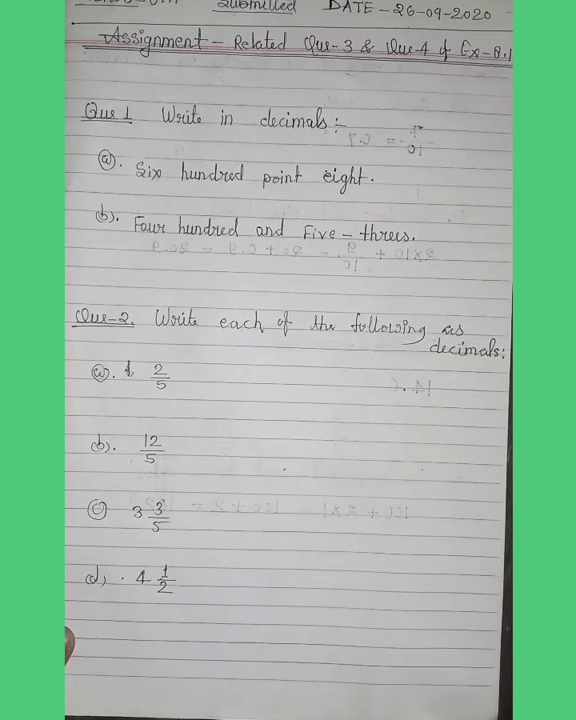 Submitted DATE - 26-09-2020
Assignment - Related Que-3 & Que-4 of Ex-8.1
Que 1 Write in decimals:
(a). Six hundred point eight.
(b). Four hundred and Five - threes.
Que-2. Write each of the following as
decimals:
(a). 1 2/5
(b). 12/5
(c) 3 3/5
d). 4 1/2